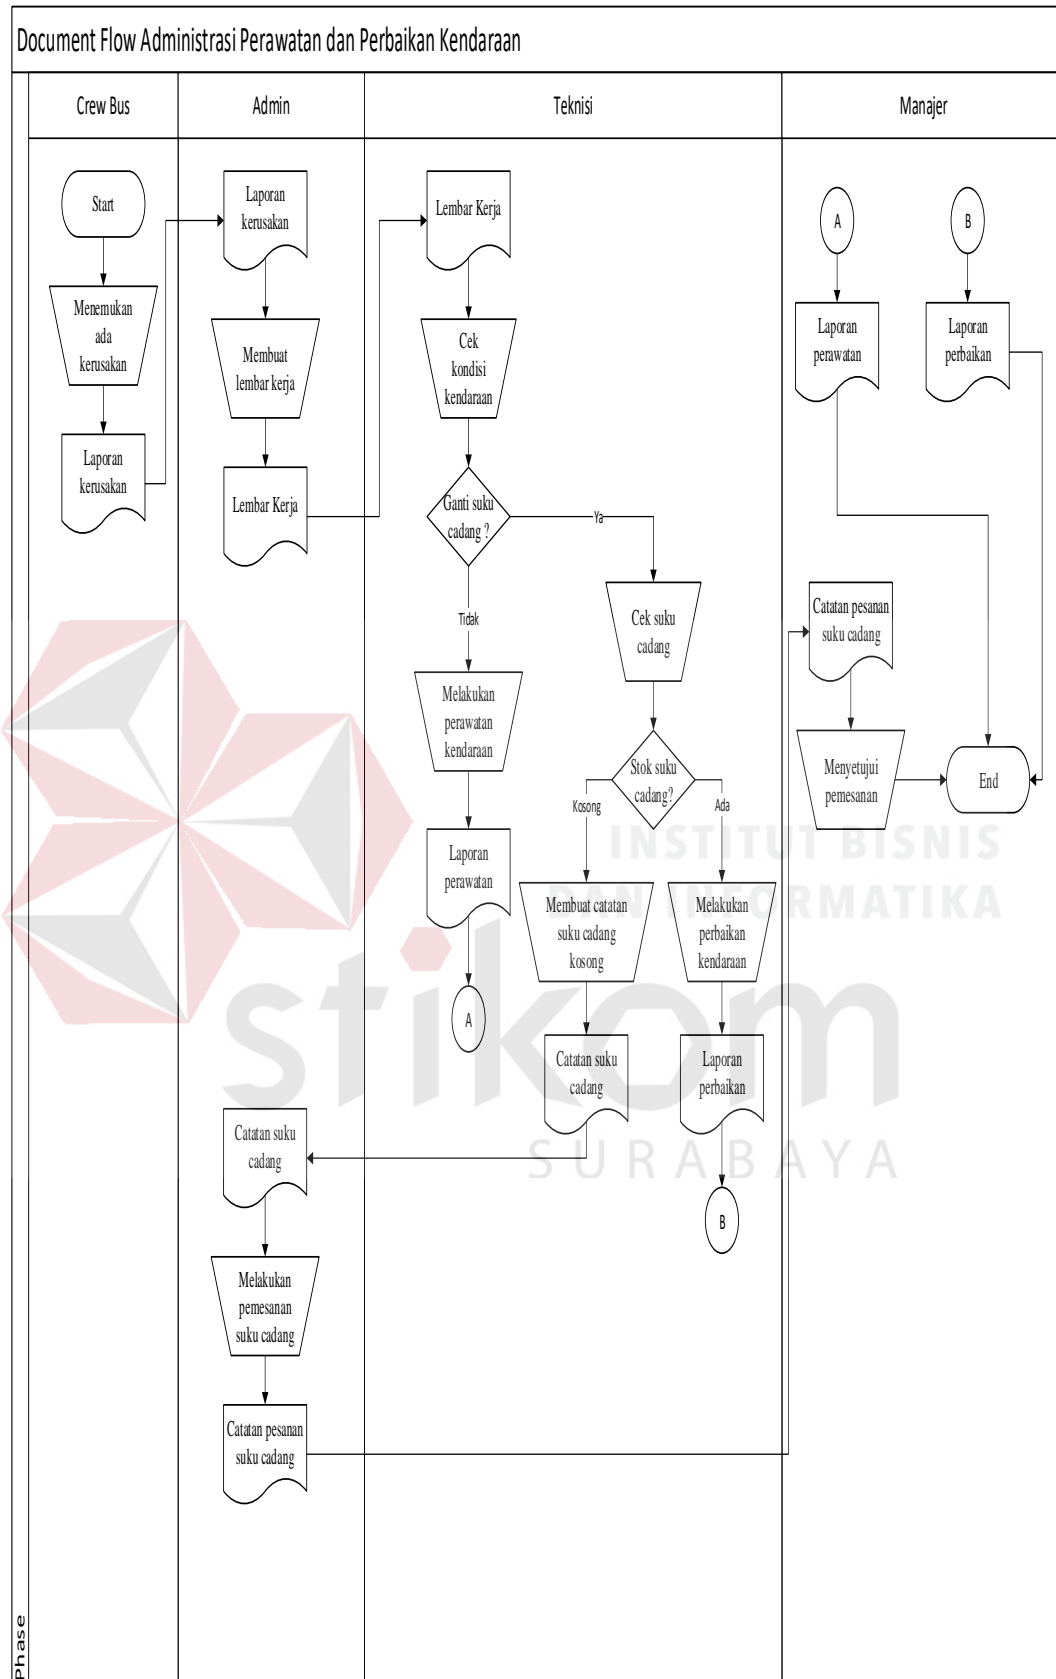 Document Flow Administrasi Perawatan dan Perbaikan Kendaraan
Crew Bus
Admin
Teknisi
Manajer
Phase
Start
Menemukan
ada
kerusakan
Laporan
kerusakan
Laporan
kerusakan
Membuat
lembar kerja
Lembar Kerja
Lembar Kerja
Cek
kondisi
kendaraan
Ganti suku
cadang ?
Ya
Tidak
Melakukan
perawatan
kendaraan
Laporan
perawatan
A
Cek suku
cadang
Stok suku
cadang?
Kosong
Ada
Membuat catatan
suku cadang
kosong
Catatan suku
cadang
Melakukan
perbaikan
kendaraan
Laporan
perbaikan
B
Catatan suku
cadang
Melakukan
pemesanan
suku cadang
Catatan pesanan
suku cadang
A
Laporan
perawatan
B
Laporan
perbaikan
Catatan pesanan
suku cadang
Menyetujui
pemesanan
End
INSTITUT BISNIS
DAN INFORMATIKA
stikom
SURABAYA